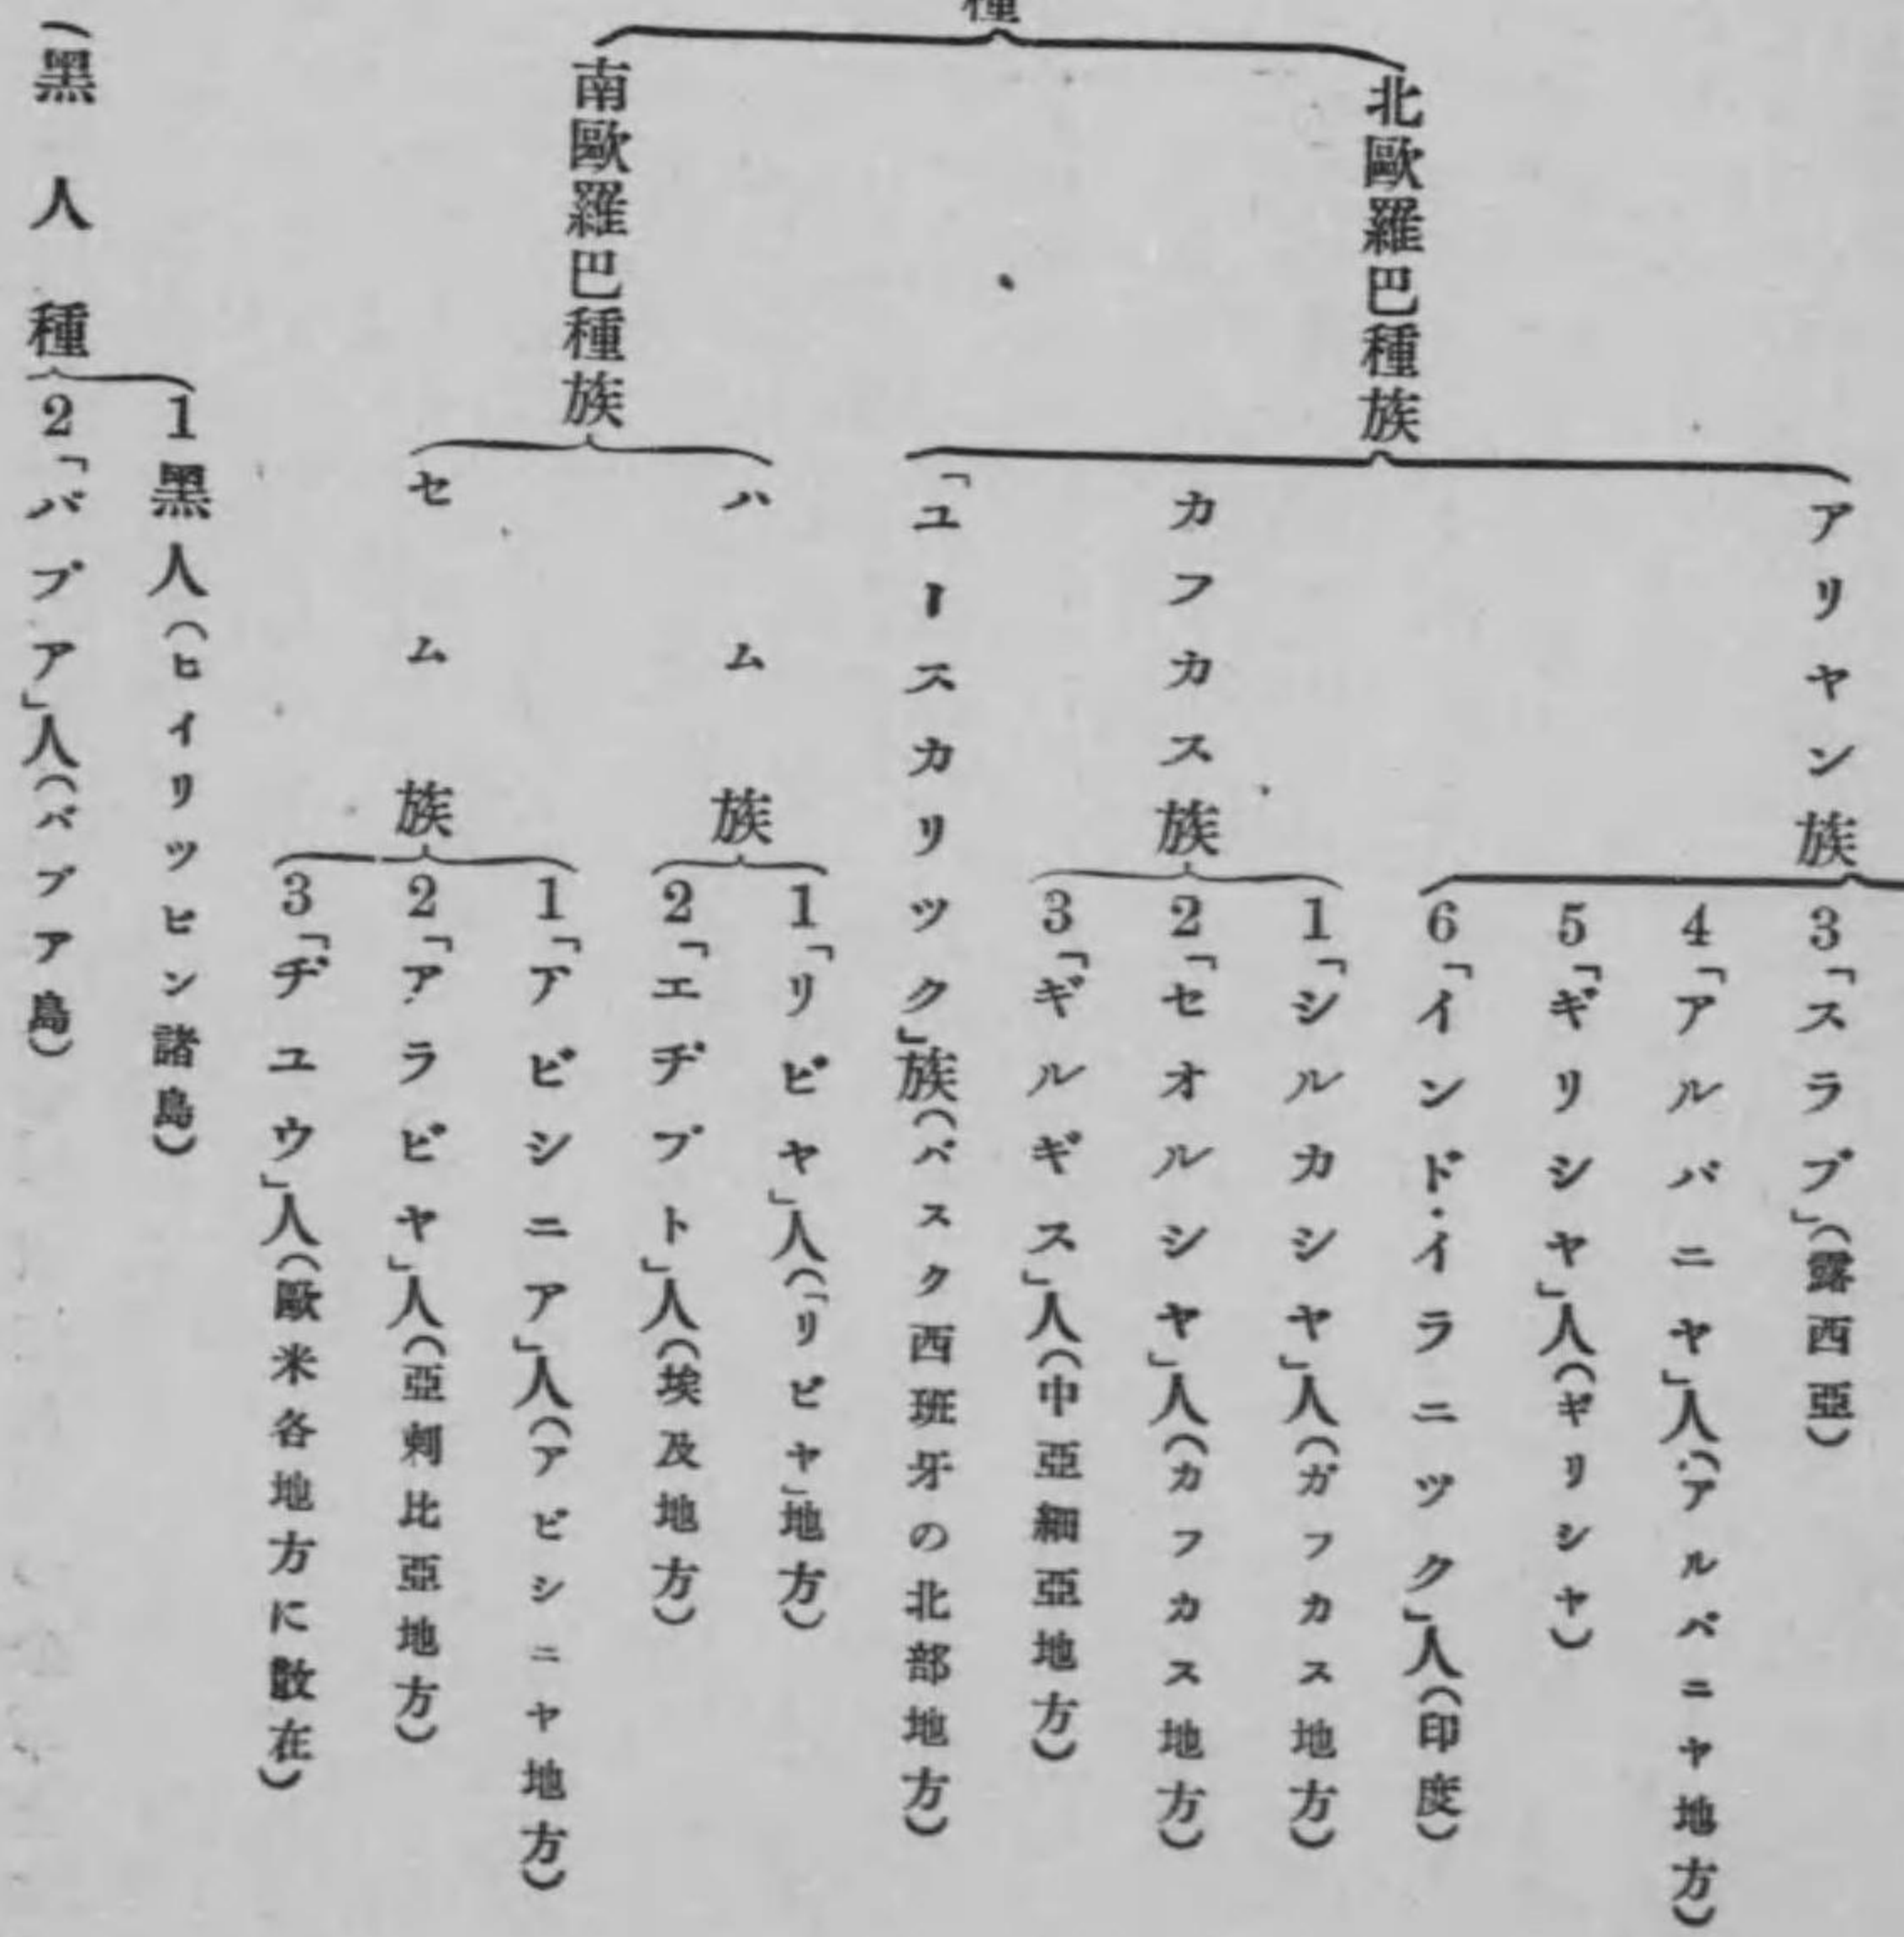 種
北歐羅巴種族
アリヤン族
3「スラブ」(露西亞)
4「アルバニヤ」人(アルバニヤ地方)
5「ギリシヤ」人(ギリシヤ)
6「インド・イラニツク」人(印度)
カフカス族
1「シルカシヤ」人(ガフカス地方)
2「セオルシヤ」人(カフカス地方)
3「ギルギス」人(中亞細亞地方)
「ユースカリツク」族(バスク西班牙の北部地方)
南歐羅巴種族
ハム族
1「リビヤ」人(「リビヤ」地方)
2「エヂプト」人(埃及地方)
セム族
1「アビシニア」人(アビシニヤ地方)
2「アラビヤ」人(亞剌比亞地方)
3「ヂユウ」人(歐米各地方に散在)
(黑人種
1黑人(ヒイリツピン諸島)
2「パプア」人(パプア島)